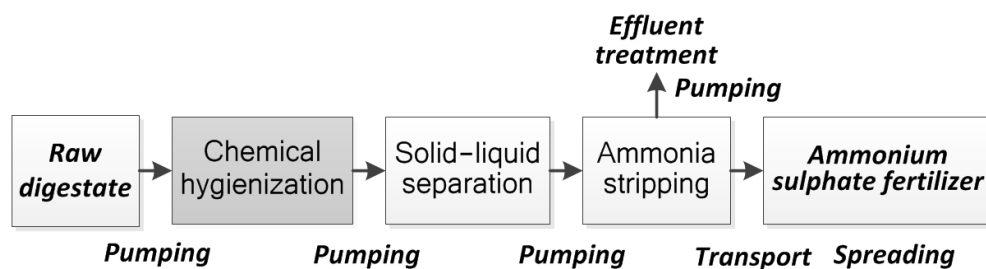 Effluent
treatment
Pumping
Raw
digestate
Chemical
hygienization
Solid-liquid
separation
Ammonia
stripping
Ammonium
sulphate fertilizer
Pumping
Pumping
Pumping
Transport
Spreading